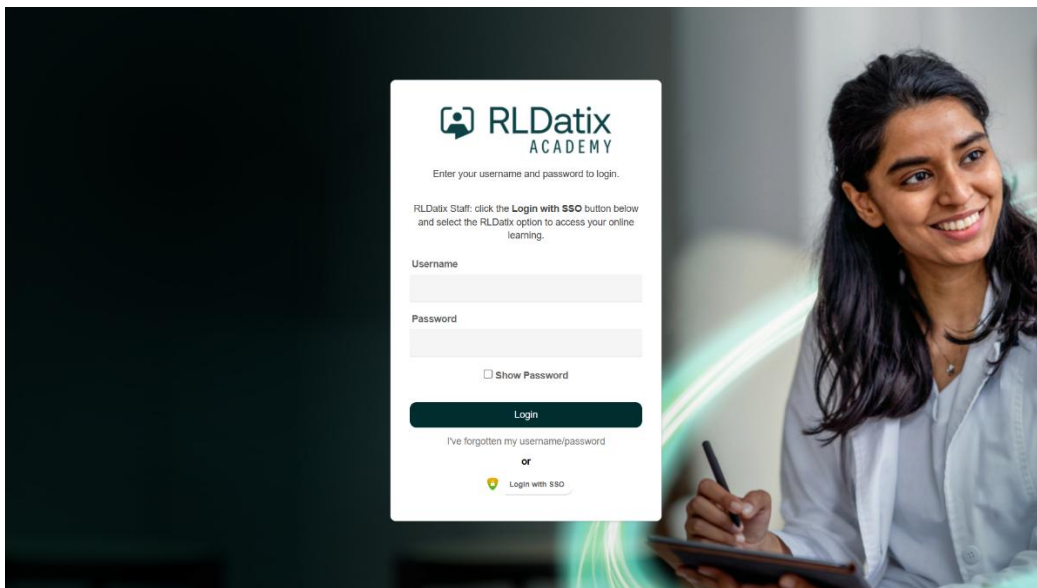 RLDatix
ACADEMY
Enter your username and password to login.
RLDatix Staff: click the Login with SSO button below
and select the RLDatix option to access your online
learning.
Username
Password
Show Password
Login
I've forgotten my username/password
or
Login with SSO